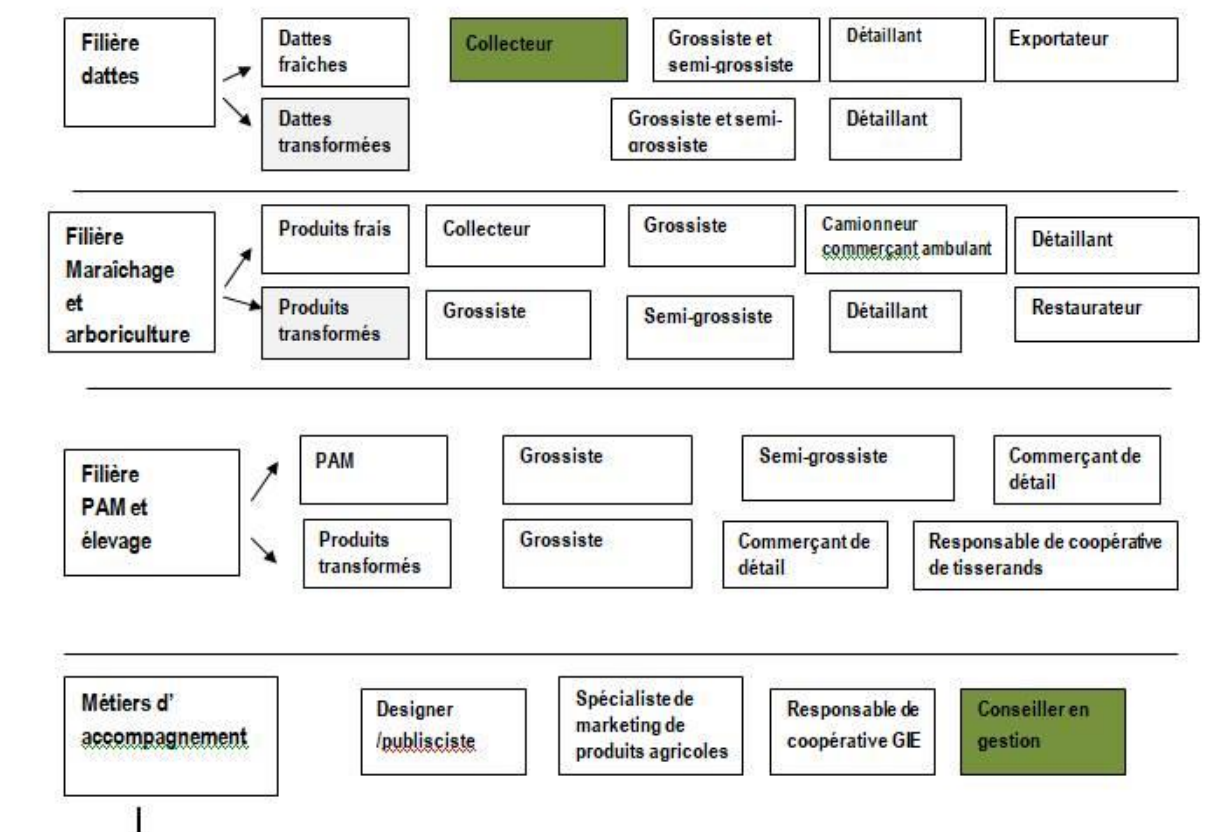 Filière
dattes
Dattes
fraîches
Collecteur
Grossiste et
semi-grossiste
Détaillant
Exportateur
Dattes
transformées
Grossiste et semi-
grossiste
Détaillant
Filière
Maraîchage
et
arboriculture
Produits frais
Collecteur
Grossiste
Camionneur
commerçant ambulant
Détaillant
Produits
transformés
Grossiste
Semi-grossiste
Détaillant
Restaurateur
Filière
PAM et
élevage
PAM
Grossiste
Semi-grossiste
Commerçant de
détail
Produits
transformés
Grossiste
Commerçant de
détail
Responsable de coopérative
de tisserands
Métiers d’
accompagnement
Designer
/publisciste
Spécialiste de
marketing de
produits agricoles
Responsable de
coopérative GIE
Conseiller en
gestion